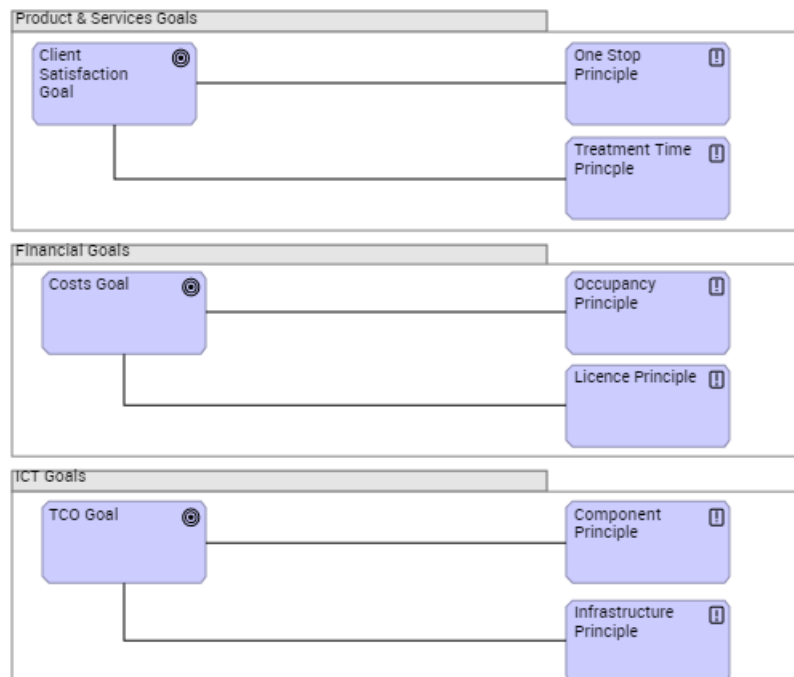 Product & Services Goals
Client
Satisfaction
Goal
One Stop
Principle
Treatment Time
Princple
Financial Goals
Costs Goal
Occupancy
Principle
Licence Principle
ICT Goals
TCO Goal
Component
Principle
Infrastructure
Principle